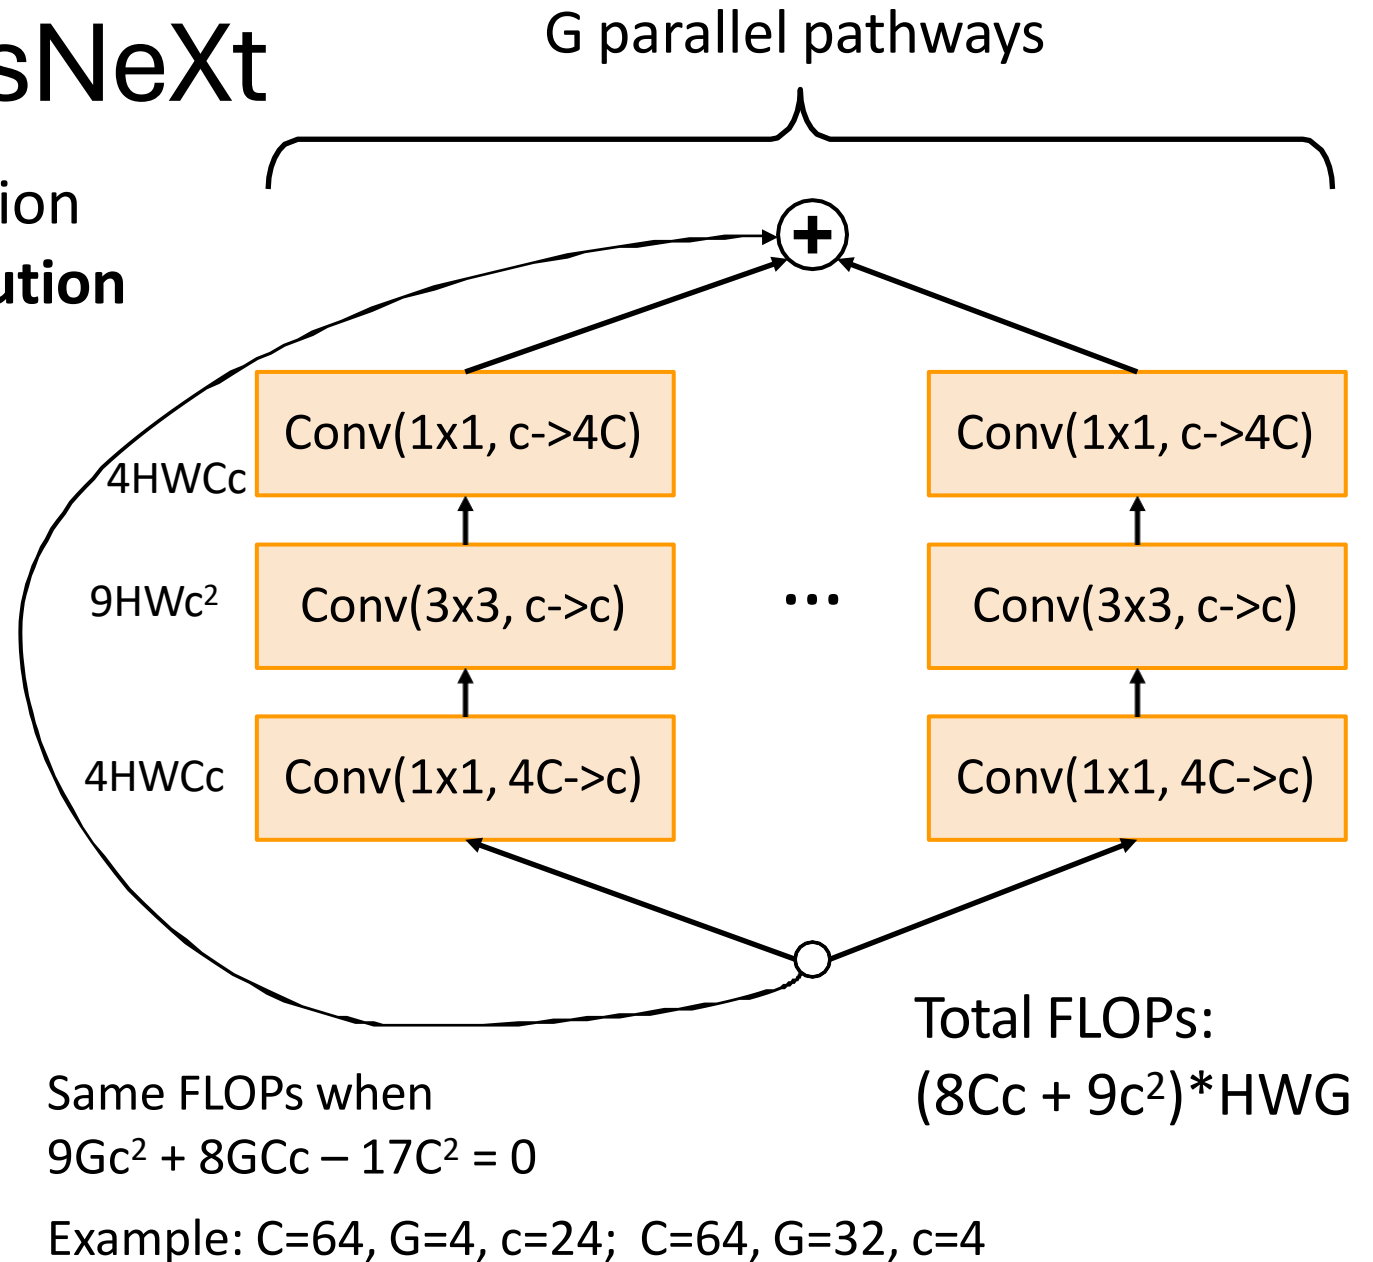 sNeXt
G parallel pathways
ion
ution
+
Conv(1x1, c->4C) Conv(1x1, c->4C)
4HWCc
9HWc² Conv(3x3, c->c) ... Conv(3x3, c->c)
4HWCc Conv(1x1, 4C->c) Conv(1x1, 4C->c)
Total FLOPs:
(8Cc + 9c²)*HWG
Same FLOPs when
9Gc² + 8GCc – 17C² = 0
Example: C=64, G=4, c=24; C=64, G=32, c=4